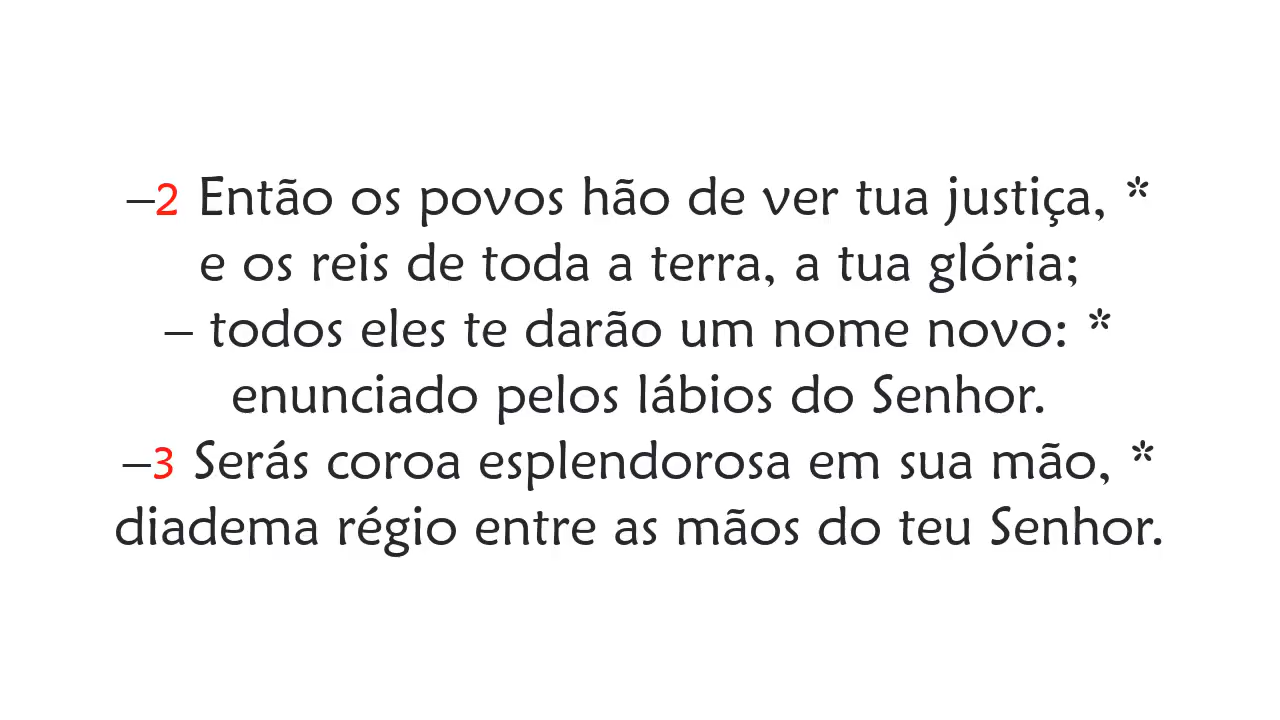 –2 Então os povos hão de ver tua justiça, *
e os reis de toda a terra, a tua glória;
– todos eles te darão um nome novo: *
enunciado pelos lábios do Senhor.
–3 Serás coroa esplendorosa em sua mão, *
diadema régio entre as mãos do teu Senhor.